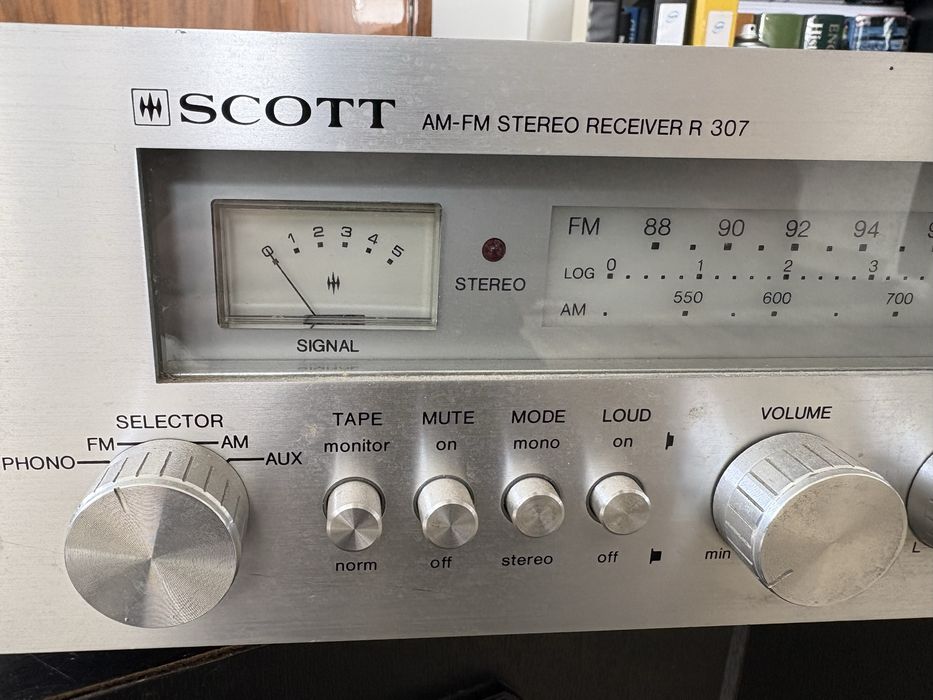 SCOTT AM-FM STEREO RECEIVER R 307
0 1 2 3 4 5
SIGNAL
STEREO
FM 88 90 92 94
LOG 0 1 2 3
AM 550 600 700
SELECTOR
FM AM
PHONO AUX
TAPE
monitor
norm
MUTE
on
off
MODE
mono
stereo
LOUD
on
off
VOLUME
min
L